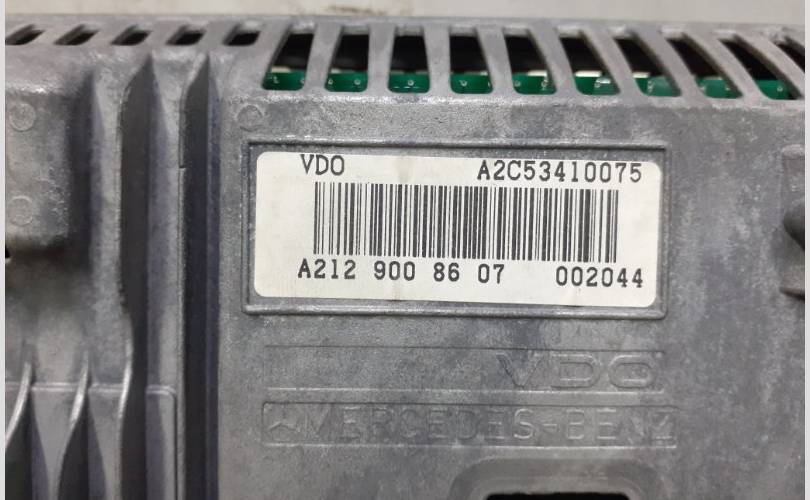 VDO A2C53410075
A212 900 86 07 002044
VDO
MERCEDES-BENZ